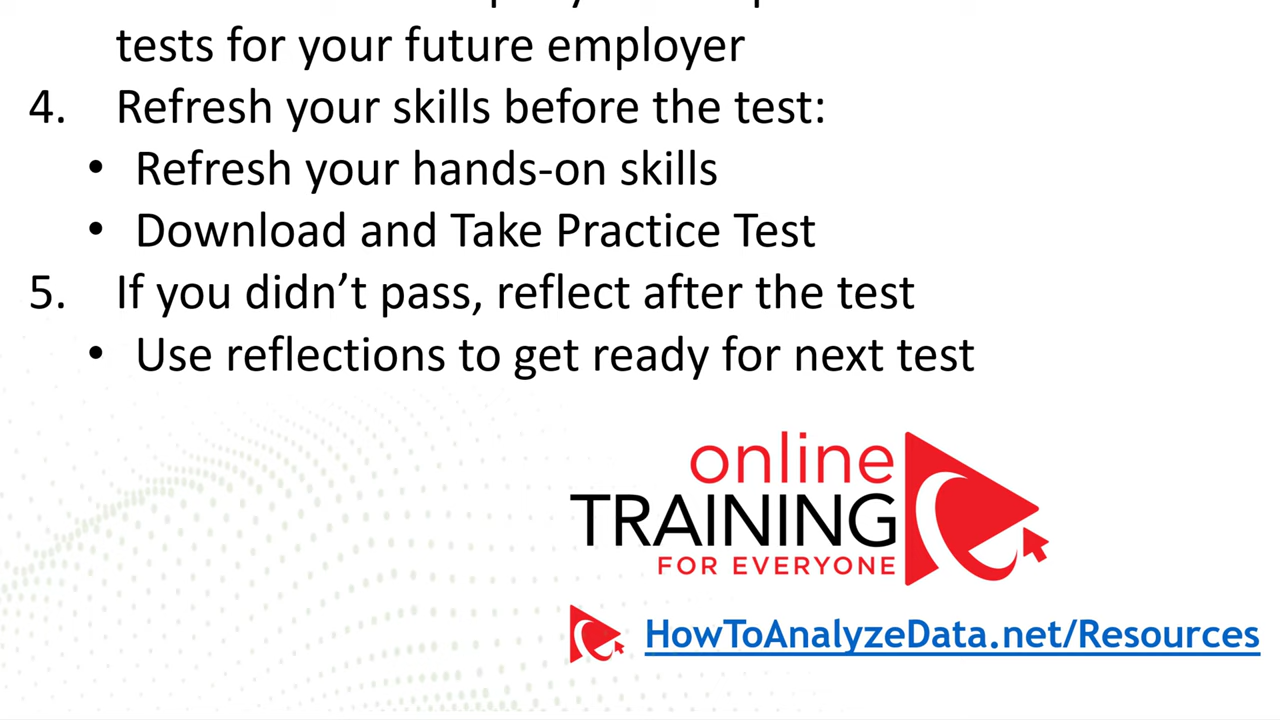 tests for your future employer
4. Refresh your skills before the test:
• Refresh your hands-on skills
• Download and Take Practice Test
5. If you didn’t pass, reflect after the test
• Use reflections to get ready for next test
online
TRAINING
FOR EVERYONE
HowToAnalyzeData.net/Resources